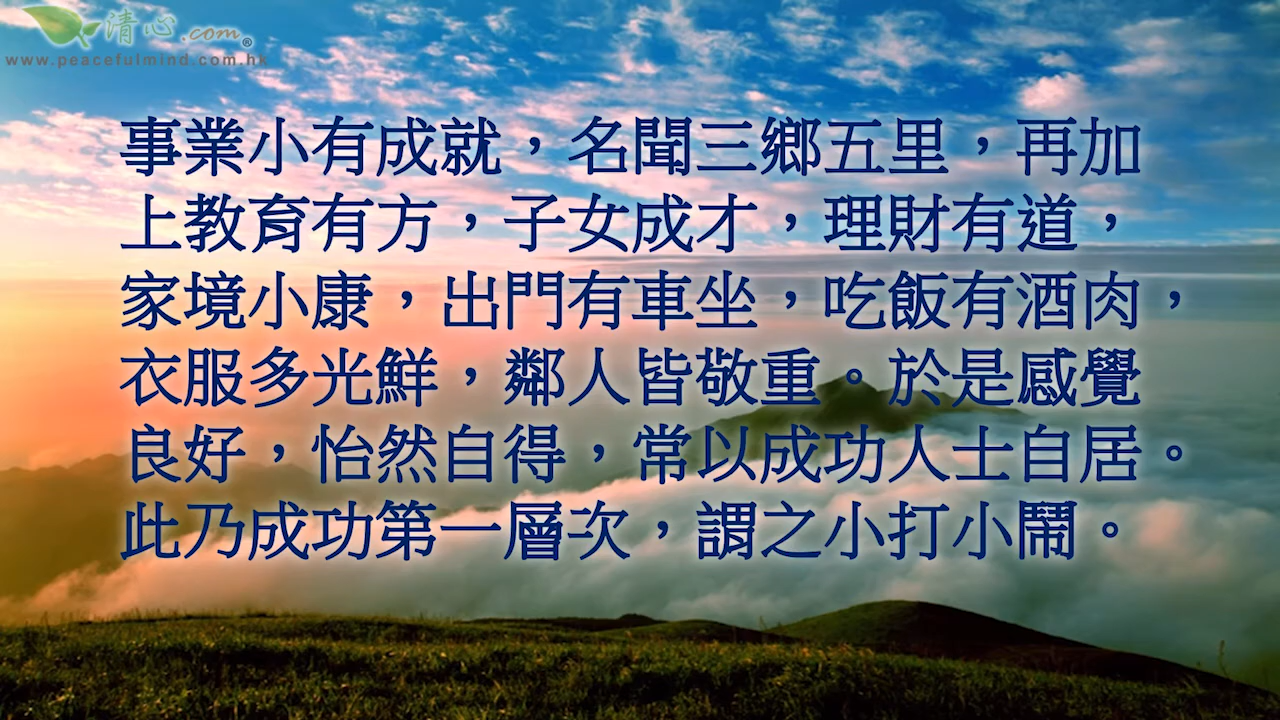 清心.com®
www.peacefulmind.com.hk
事業小有成就，名聞三鄉五里，再加
上教育有方，子女成才，理財有道，
家境小康，出門有車坐，吃飯有酒肉，
衣服多光鮮，鄰人皆敬重。於是感覺
良好，怡然自得，常以成功人士自居。
此乃成功第一層次，謂之小打小鬧。